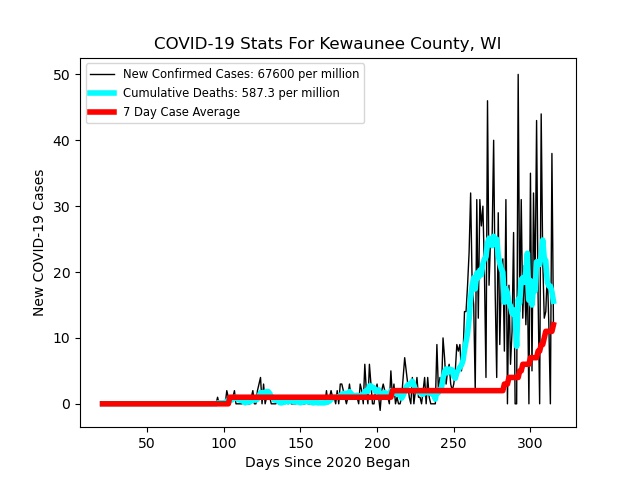 COVID-19 Stats For Kewaunee County, WI
New Confirmed Cases: 67600 per million
Cumulative Deaths: 587.3 per million
7 Day Case Average
50
40
30
20
10
0
New COVID-19 Cases
50 100 150 200 250 300
Days Since 2020 Began